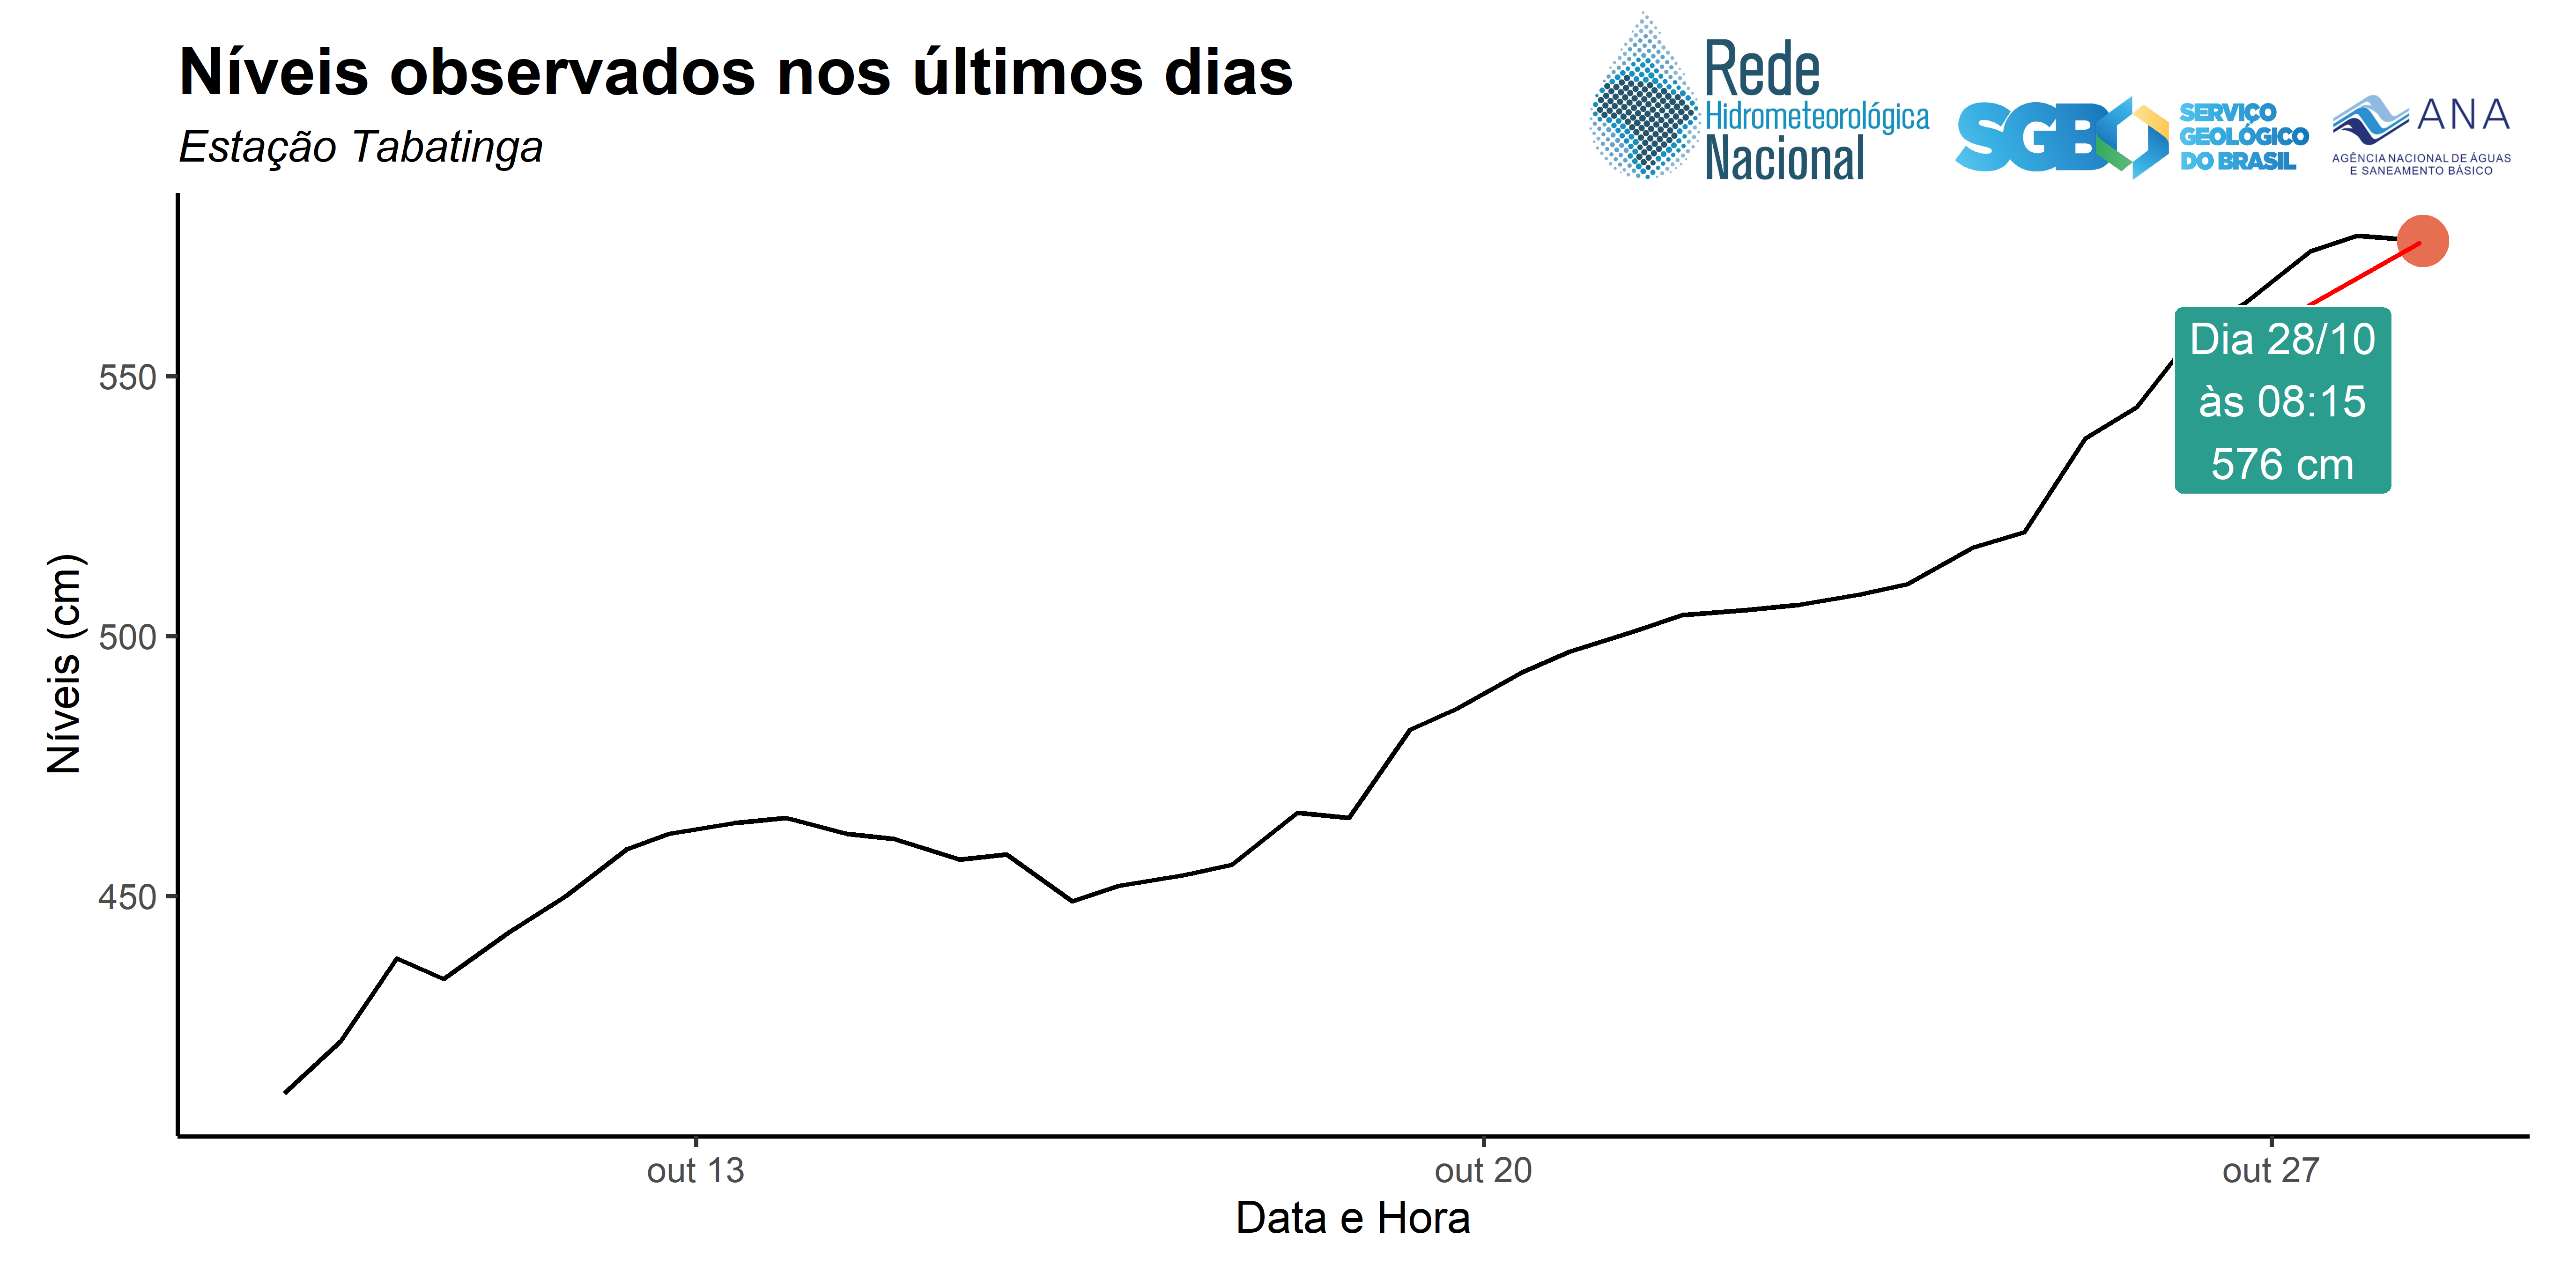 Níveis observados nos últimos dias
Estação Tabatinga
Rede
Hidrometeorológica
Nacional
SGB
SERVIÇO
GEOLÓGICO
DO BRASIL
ANA
AGÊNCIA NACIONAL DE ÁGUAS
E SANEAMENTO BÁSICO
Níveis (cm)
550
500
450
Dia 28/10
às 08:15
576 cm
out 13
out 20
out 27
Data e Hora